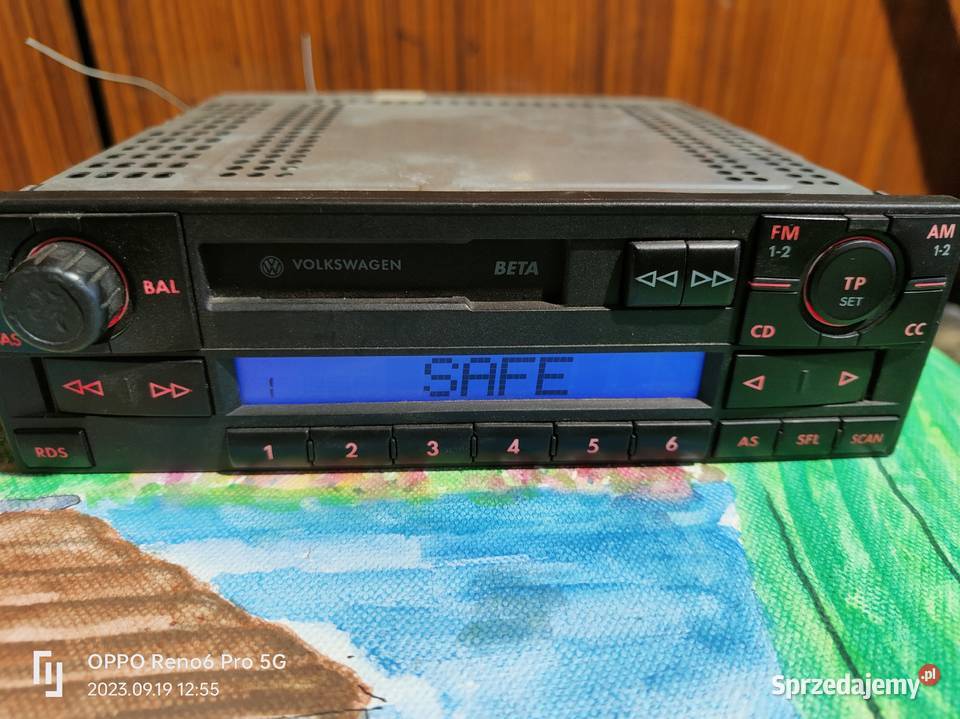 FM
1-2
AM
1-2
VOLKSWAGEN
BETA
BAL
TP
SET
AS
CD
CC
SAFE
RDS
1
2
3
4
5
6
AS
SFL
SCAN
OPPO Reno6 Pro 5G
2023.09.19 12:55
Sprzedajemy.pl